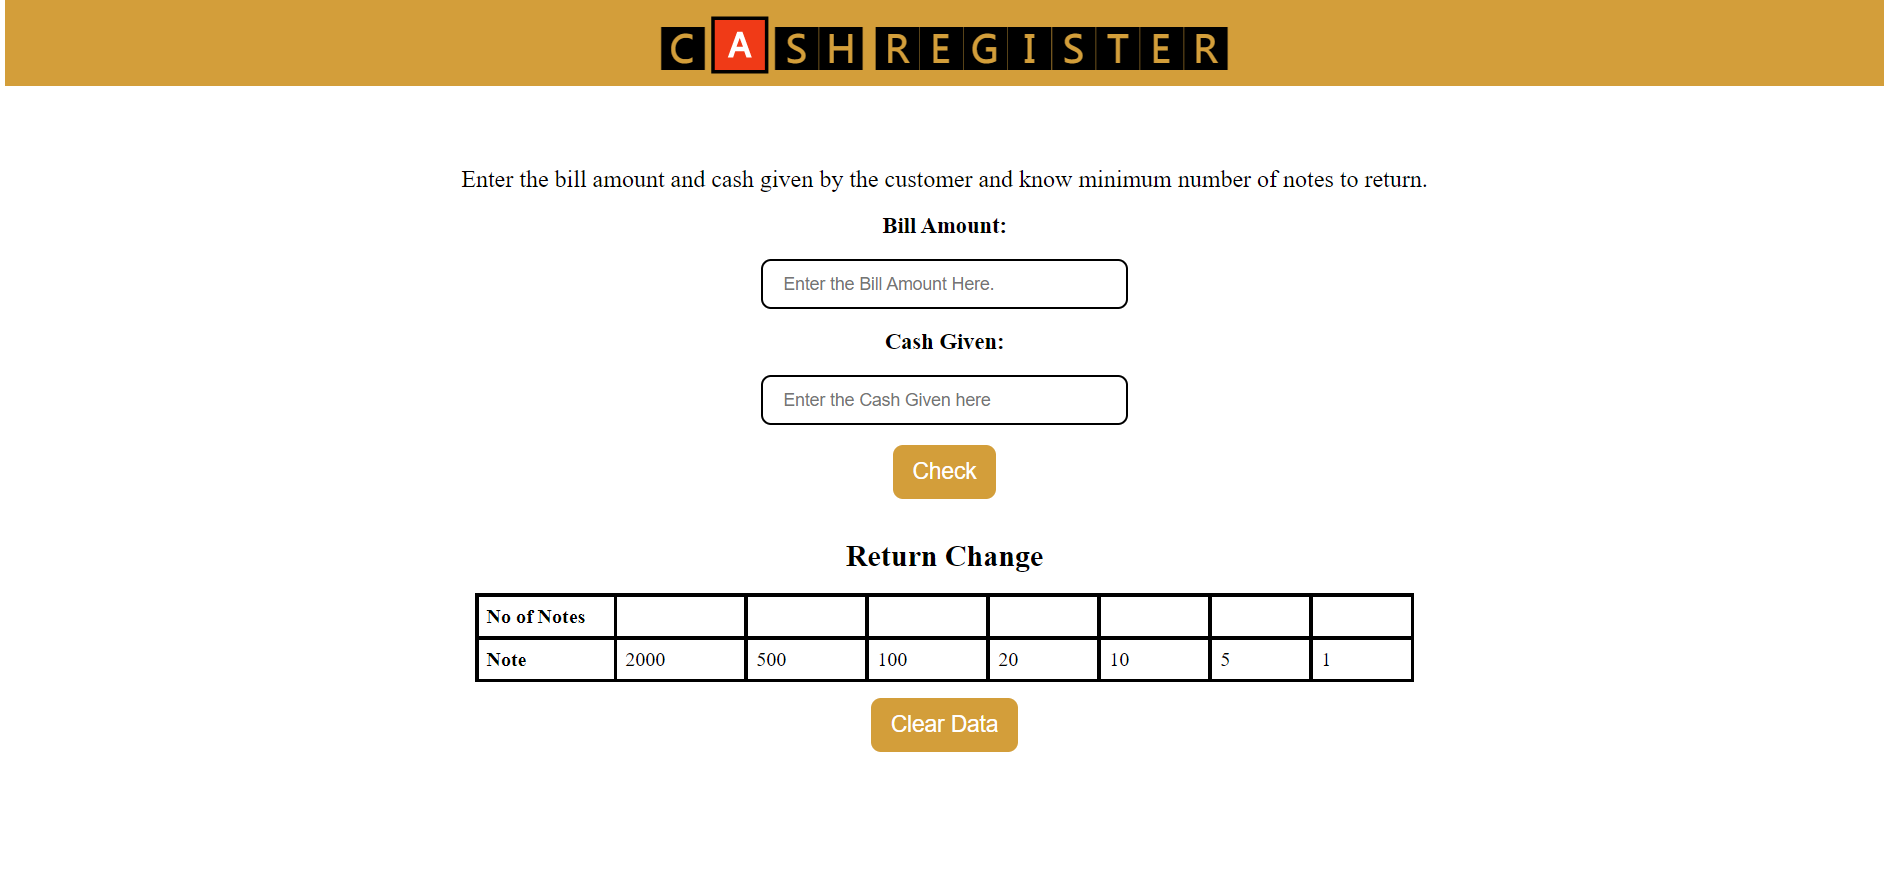 CASH REGISTER
Enter the bill amount and cash given by the customer and know minimum number of notes to return.
Bill Amount:
Enter the Bill Amount Here.
Cash Given:
Enter the Cash Given here
Check
Return Change
No of Notes
Note 2000 500 100 20 10 5 1
Clear Data